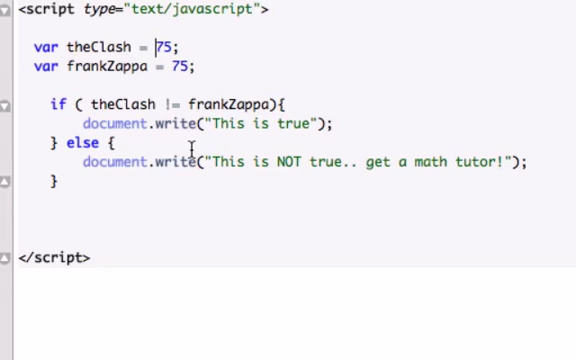 <script type="text/javascript">
var theClash = 75;
var frankZappa = 75;
if ( theClash != frankZappa){
document.write("This is true");
} else {
document.write("This is NOT true.. get a math tutor!");
}
</script>